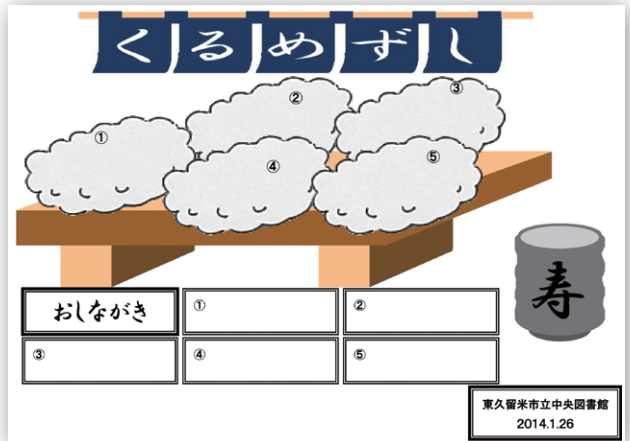 くるめずし
①
②
③
④
⑤
寿
おしながき
①
②
③
④
⑤
東久留米市立中央図書館
2014.1.26